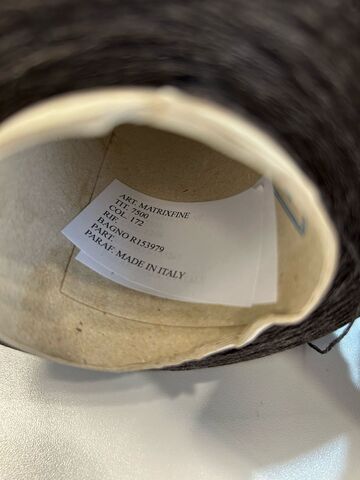 ART. MATRIXFINE
TIT. 7500
COL. 172
RIF.
BAGNO R153979
PART.
PARAF. MADE IN ITALY